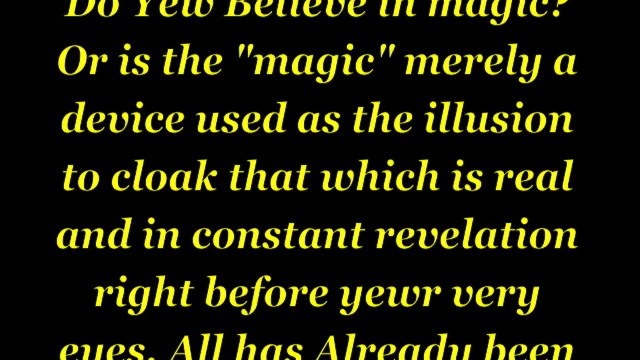 Do Yew Believe in magic?
Or is the "magic" merely a
device used as the illusion
to cloak that which is real
and in constant revelation
right before yewr very
eyes. All has Already been